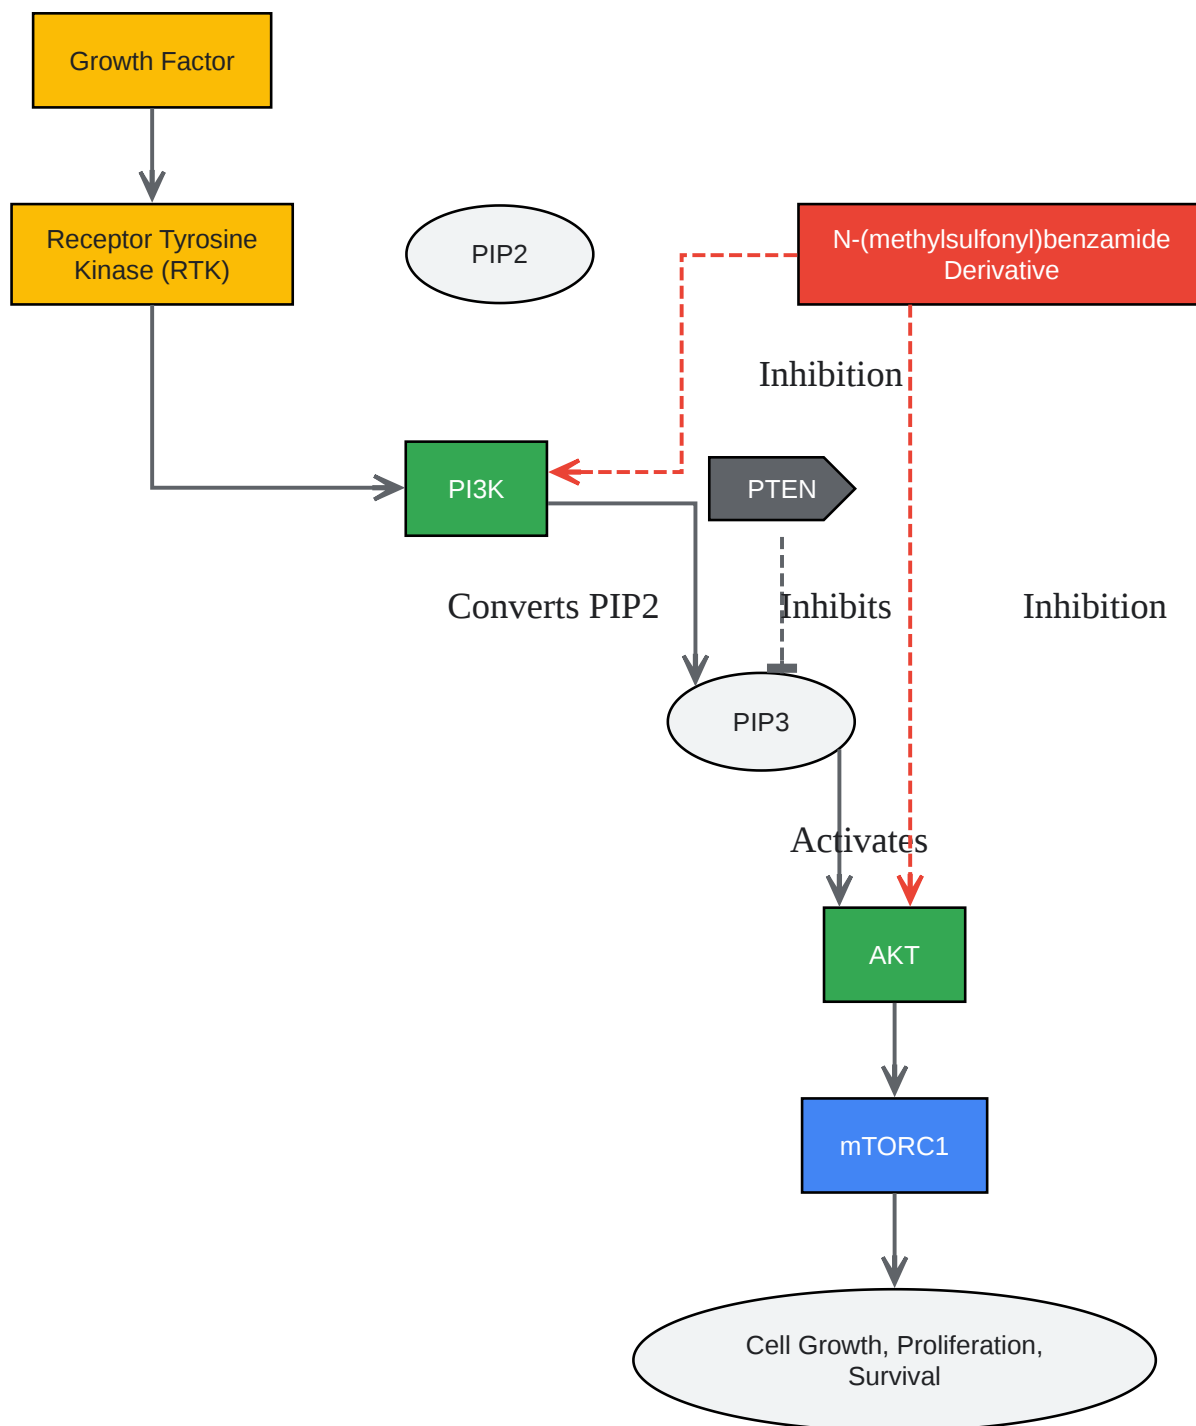 Growth Factor
Receptor Tyrosine
Kinase (RTK)
PIP2
N-(methylsulfonyl)benzamide
Derivative
Inhibition
PI3K
PTEN
Converts PIP2
Inhibits
Inhibition
PIP3
Activates
AKT
mTORC1
Cell Growth, Proliferation,
Survival